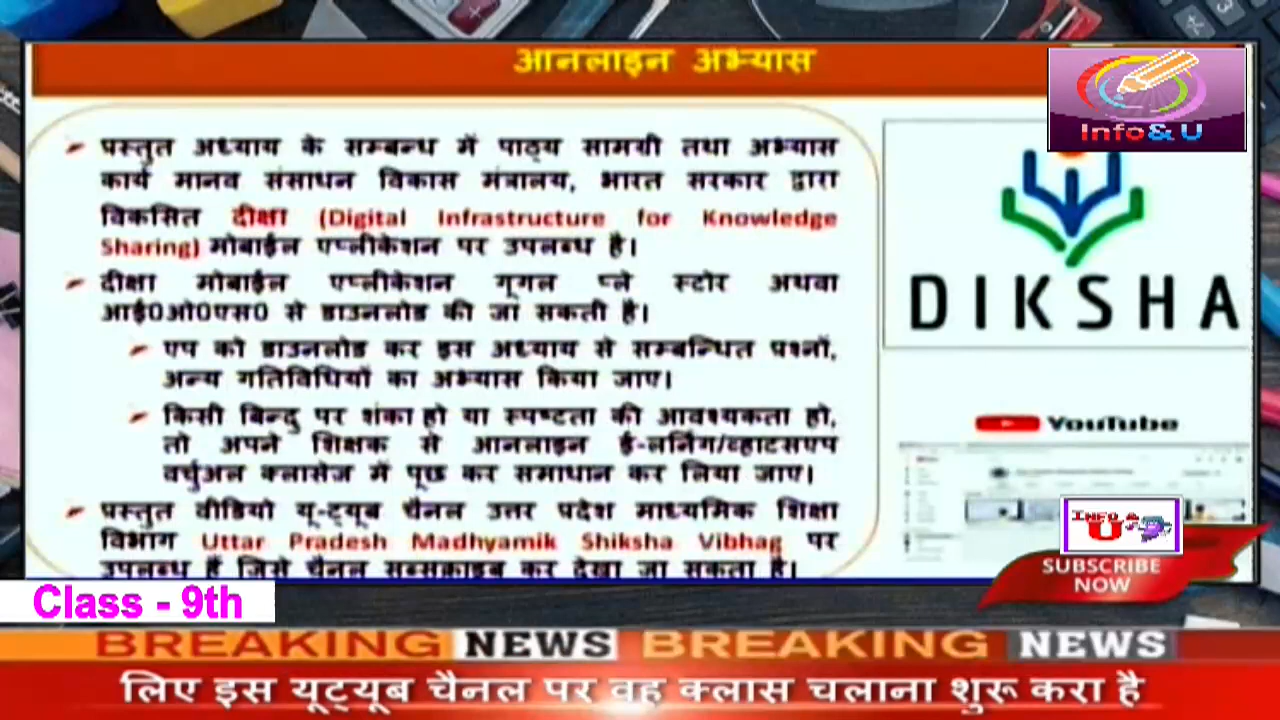 आनलाइन अभ्यास
Info& U
प्रस्तुत अध्याय के सम्बन्ध में पाठ्य सामग्री तथा अभ्यास
कार्य मानव संसाधन विकास मंत्रालय, भारत सरकार द्वारा
विकसित दीक्षा (Digital Infrastructure for Knowledge
Sharing) मोबाईल एप्लीकेशन पर उपलब्ध है।
दीक्षा मोबाईल एप्लीकेशन गूगल प्ले स्टोर अथवा
आई0ओ0एस0 से डाउनलोड की जा सकती है।
एप को डाउनलोड कर इस अध्याय से सम्बन्धित प्रश्नों,
अन्य गतिविधियों का अभ्यास किया जाए।
किसी बिन्दु पर शंका हो या स्पष्टता की आवश्यकता हो,
तो अपने शिक्षक से आनलाइन ई-लर्निंग/व्हाटसएप
वर्चुअल क्लासेज में पूछ कर समाधान कर लिया जाए।
प्रस्तुत वीडियो यू-ट्यूब चैनल उत्तर प्रदेश माध्यमिक शिक्षा
विभाग Uttar Pradesh Madhyamik Shiksha Vibhag पर
उपलब्ध हैं जिसे चैनल सब्सक्राइब कर देखा जा सकता है।
DIKSHA
YouTube
INFO &
U
SUBSCRIBE
NOW
Class - 9th
BREAKING NEWS BREAKING NEWS
लिए इस यूट्यूब चैनल पर वह क्लास चलाना शुरू करा है